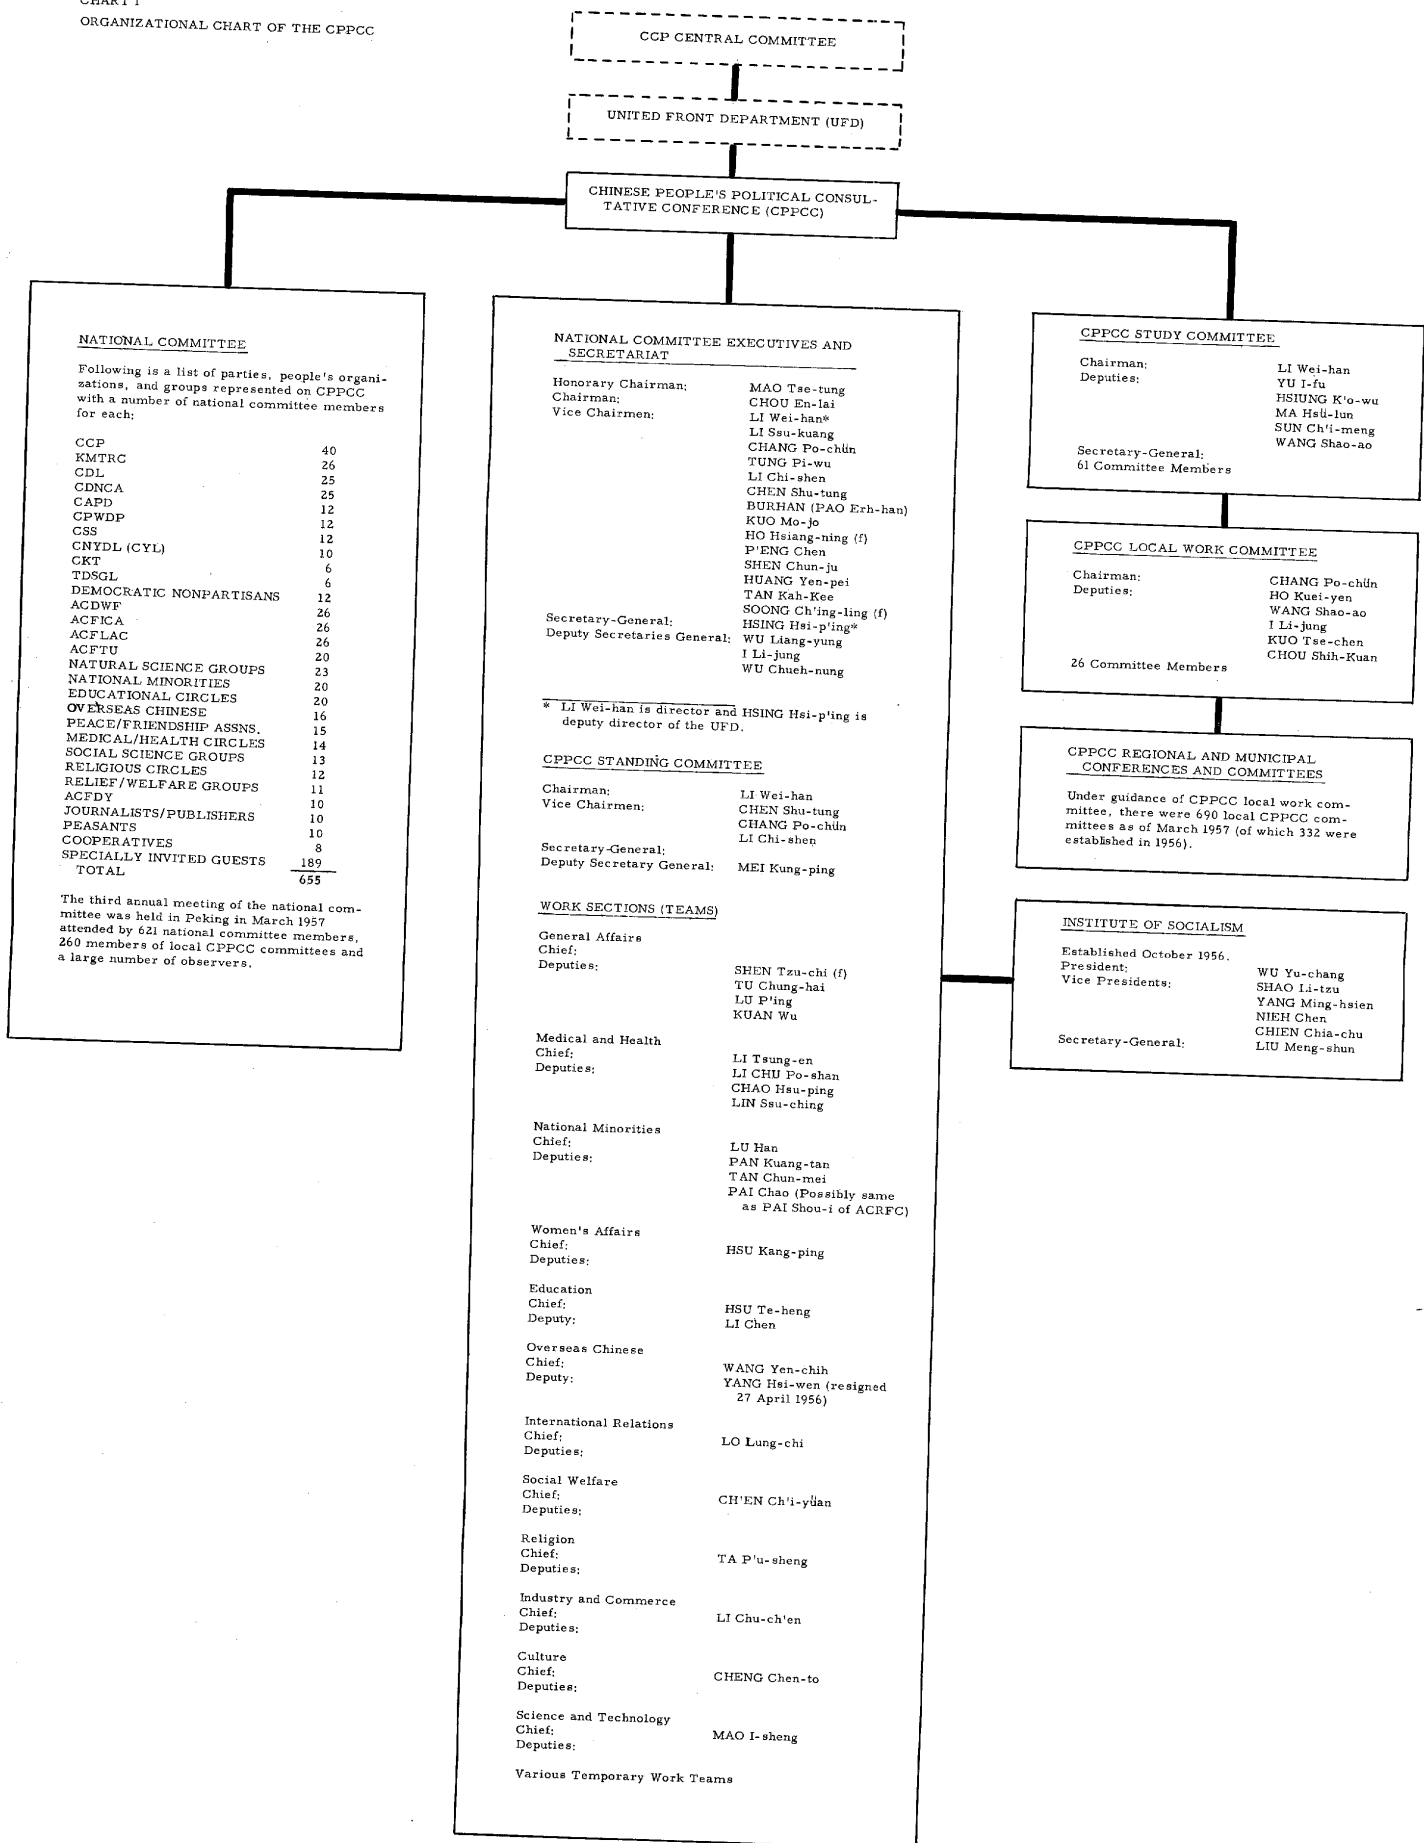 CHART 1
ORGANIZATIONAL CHART OF THE CPPCC
CCP CENTRAL COMMITTEE
UNITED FRONT DEPARTMENT (UFD)
CHINESE PEOPLE'S POLITICAL CONSUL-
TATIVE CONFERENCE (CPPCC)
NATIONAL COMMITTEE
Following is a list of parties, people's organi-
zations, and groups represented on CPPCC
with a number of national committee members
for each:
CCP 40
KMTRC 26
CDL 25
CDNCA 25
CAPD 12
CPWDP 12
CSS 12
CNYDL (CYL) 10
CKT 6
TDSGL 6
DEMOCRATIC NONPARTISANS 12
ACDWF 26
ACFICA 26
ACFLAC 26
ACFTU 20
NATURAL SCIENCE GROUPS 23
NATIONAL MINORITIES 20
EDUCATIONAL CIRCLES 20
OVERSEAS CHINESE 16
PEACE/FRIENDSHIP ASSNS. 15
MEDICAL/HEALTH CIRCLES 14
SOCIAL SCIENCE GROUPS 13
RELIGIOUS CIRCLES 12
RELIEF/WELFARE GROUPS 11
ACFDY 10
JOURNALISTS/PUBLISHERS 10
PEASANTS 10
COOPERATIVES 8
SPECIALLY INVITED GUESTS 189
TOTAL 655
The third annual meeting of the national com-
mittee was held in Peking in March 1957
attended by 621 national committee members,
260 members of local CPPCC committees and
a large number of observers.
NATIONAL COMMITTEE EXECUTIVES AND
SECRETARIAT
Honorary Chairman: MAO Tse-tung
Chairman: CHOU En-lai
Vice Chairmen: LI Wei-han*
LI Ssu-kuang
CHANG Po-chün
TUNG Pi-wu
LI Chi-shen
CHEN Shu-tung
BURHAN (PAO Erh-han)
KUO Mo-jo
HO Hsiang-ning (f)
P'ENG Chen
SHEN Chun-ju
HUANG Yen-pei
TAN Kah-Kee
SOONG Ch'ing-ling (f)
Secretary-General: HSING Hsi-p'ing*
Deputy Secretaries General: WU Liang-yung
I Li-jung
WU Chueh-nung
* LI Wei-han is director and HSING Hsi-p'ing is
deputy director of the UFD.
CPPCC STANDING COMMITTEE
Chairman: LI Wei-han
Vice Chairmen: CHEN Shu-tung
CHANG Po-chün
LI Chi-shen
Secretary-General:
Deputy Secretary General: MEI Kung-ping
WORK SECTIONS (TEAMS)
General Affairs
Chief:
Deputies: SHEN Tzu-chi (f)
TU Chung-hai
LU P'ing
KUAN Wu
Medical and Health
Chief: LI Tsung-en
Deputies: LI CHU Po-shan
CHAO Hsu-ping
LIN Ssu-ching
National Minorities
Chief: LU Han
Deputies: PAN Kuang-tan
TAN Chun-mei
PAI Chao (Possibly same
as PAI Shou-i of ACRFC)
Women's Affairs
Chief: HSU Kang-ping
Deputies:
Education
Chief: HSU Te-heng
Deputy: LI Chen
Overseas Chinese
Chief: WANG Yen-chih
Deputy: YANG Hsi-wen (resigned
27 April 1956)
International Relations
Chief: LO Lung-chi
Deputies:
Social Welfare
Chief: CH'EN Ch'i-yüan
Deputies:
Religion
Chief: TA P'u-sheng
Deputies:
Industry and Commerce
Chief: LI Chu-ch'en
Deputies:
Culture
Chief: CHENG Chen-to
Deputies:
Science and Technology
Chief: MAO I-sheng
Deputies:
Various Temporary Work Teams
CPPCC STUDY COMMITTEE
Chairman: LI Wei-han
Deputies: YU I-fu
HSIUNG K'o-wu
MA Hsü-lun
SUN Ch'i-meng
WANG Shao-ao
Secretary-General:
61 Committee Members
CPPCC LOCAL WORK COMMITTEE
Chairman: CHANG Po-chün
Deputies: HO Kuei-yen
WANG Shao-ao
I Li-jung
KUO Tse-chen
CHOU Shih-Kuan
26 Committee Members
CPPCC REGIONAL AND MUNICIPAL
CONFERENCES AND COMMITTEES
Under guidance of CPPCC local work com-
mittee, there were 690 local CPPCC com-
mittees as of March 1957 (of which 332 were
established in 1956).
INSTITUTE OF SOCIALISM
Established October 1956.
President: WU Yu-chang
Vice Presidents: SHAO Li-tzu
YANG Ming-hsien
NIEH Chen
CHIEN Chia-chu
Secretary-General: LIU Meng-shun